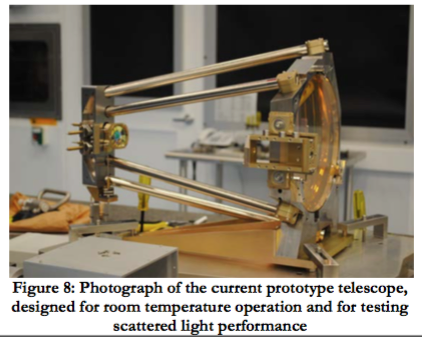 Figure 8: Photograph of the current prototype telescope,
designed for room temperature operation and for testing
scattered light performance